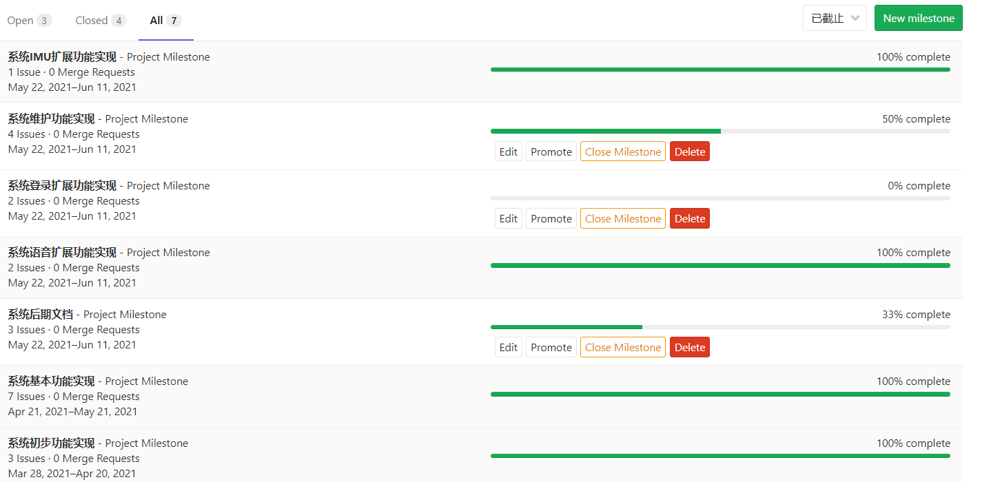 Open 3 Closed 4 All 7 已截止 New milestone
系统IMU扩展功能实现 - Project Milestone 100% complete
1 Issue · 0 Merge Requests
May 22, 2021–Jun 11, 2021
系统维护功能实现 - Project Milestone 50% complete
4 Issues · 0 Merge Requests
May 22, 2021–Jun 11, 2021 Edit Promote Close Milestone Delete
系统登录扩展功能实现 - Project Milestone 0% complete
2 Issues · 0 Merge Requests
May 22, 2021–Jun 11, 2021 Edit Promote Close Milestone Delete
系统语音扩展功能实现 - Project Milestone 100% complete
2 Issues · 0 Merge Requests
May 22, 2021–Jun 11, 2021
系统后期文档 - Project Milestone 33% complete
3 Issues · 0 Merge Requests
May 22, 2021–Jun 11, 2021 Edit Promote Close Milestone Delete
系统基本功能实现 - Project Milestone 100% complete
7 Issues · 0 Merge Requests
Apr 21, 2021–May 21, 2021
系统初步功能实现 - Project Milestone 100% complete
3 Issues · 0 Merge Requests
Mar 28, 2021–Apr 20, 2021